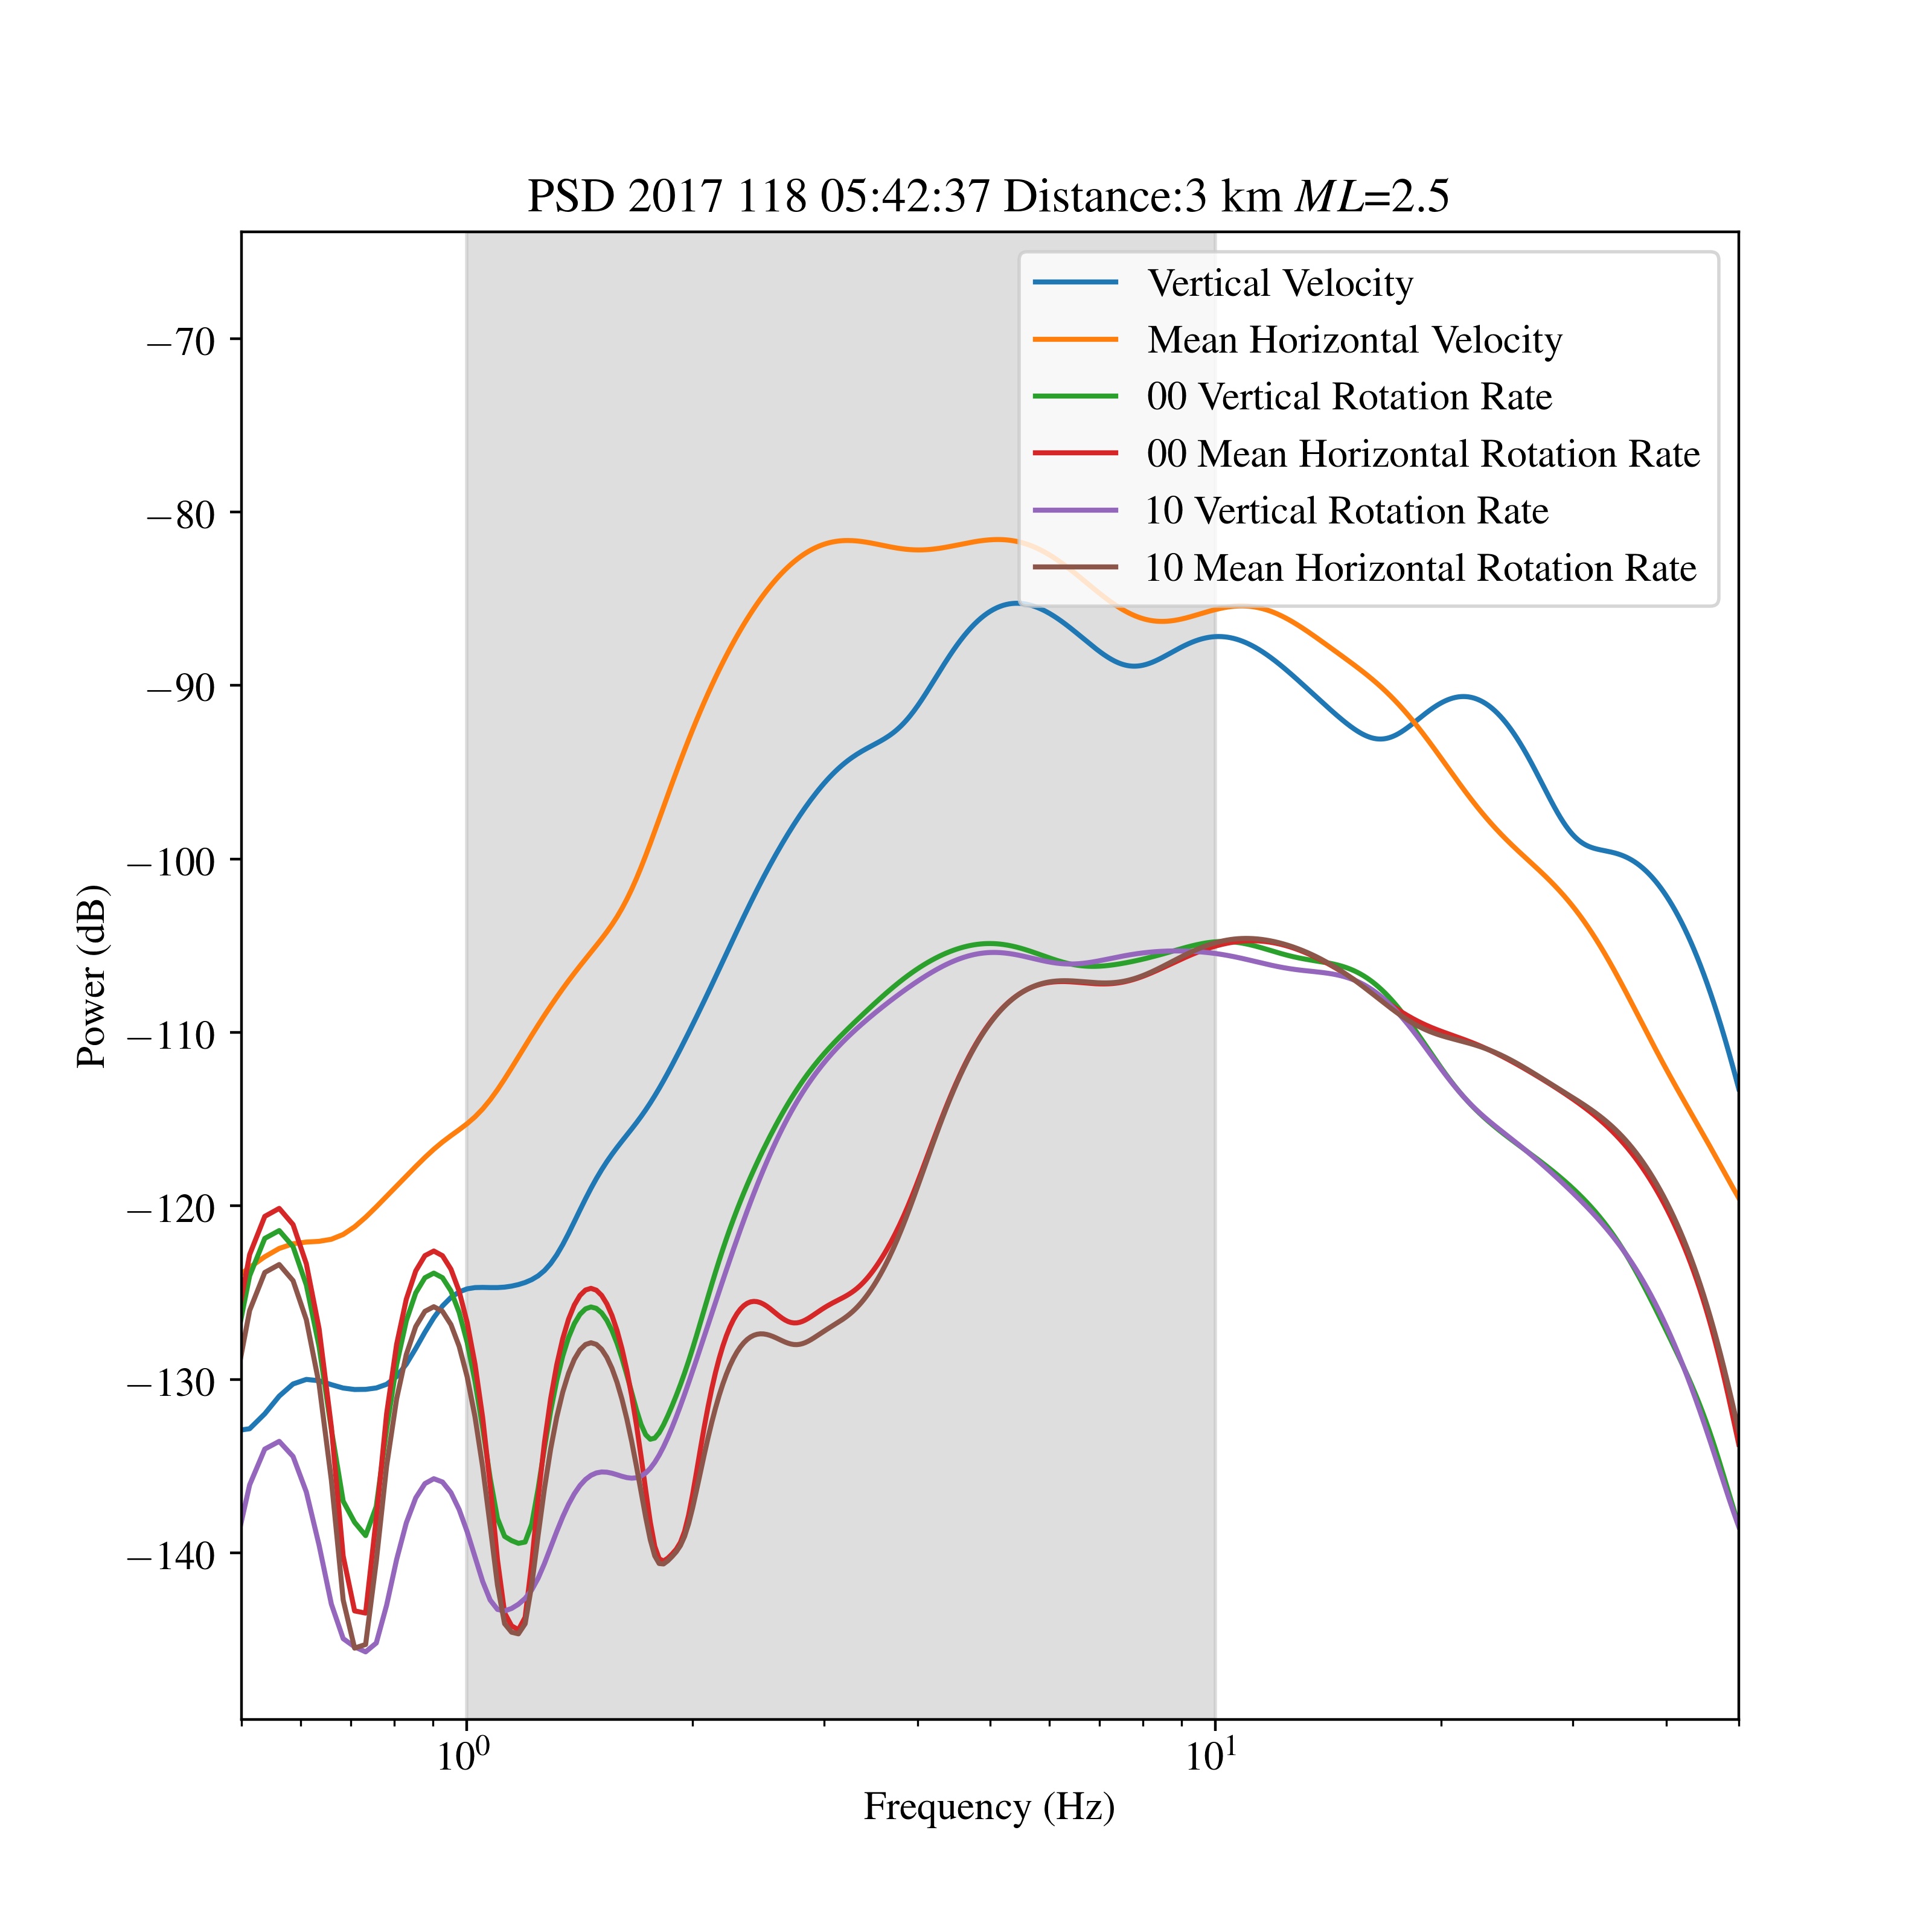 PSD 2017 118 05:42:37 Distance:3 km ML=2.5
Vertical Velocity
Mean Horizontal Velocity
00 Vertical Rotation Rate
00 Mean Horizontal Rotation Rate
10 Vertical Rotation Rate
10 Mean Horizontal Rotation Rate
−70
−80
−90
−100
−110
−120
−130
−140
Power (dB)
10⁰
10¹
Frequency (Hz)